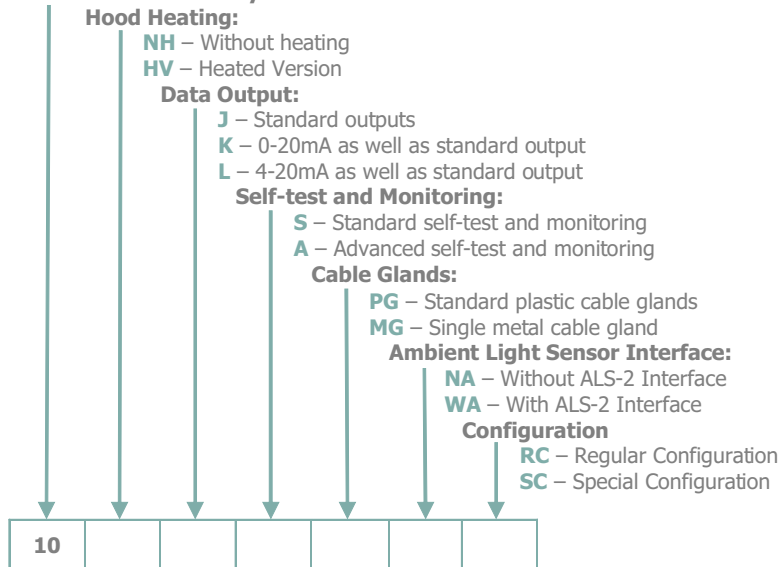 Hood Heating:
NH – Without heating
HV – Heated Version
Data Output:
J – Standard outputs
K – 0-20mA as well as standard output
L – 4-20mA as well as standard output
Self-test and Monitoring:
S – Standard self-test and monitoring
A – Advanced self-test and monitoring
Cable Glands:
PG – Standard plastic cable glands
MG – Single metal cable gland
Ambient Light Sensor Interface:
NA – Without ALS-2 Interface
WA – With ALS-2 Interface
Configuration
RC – Regular Configuration
SC – Special Configuration
10